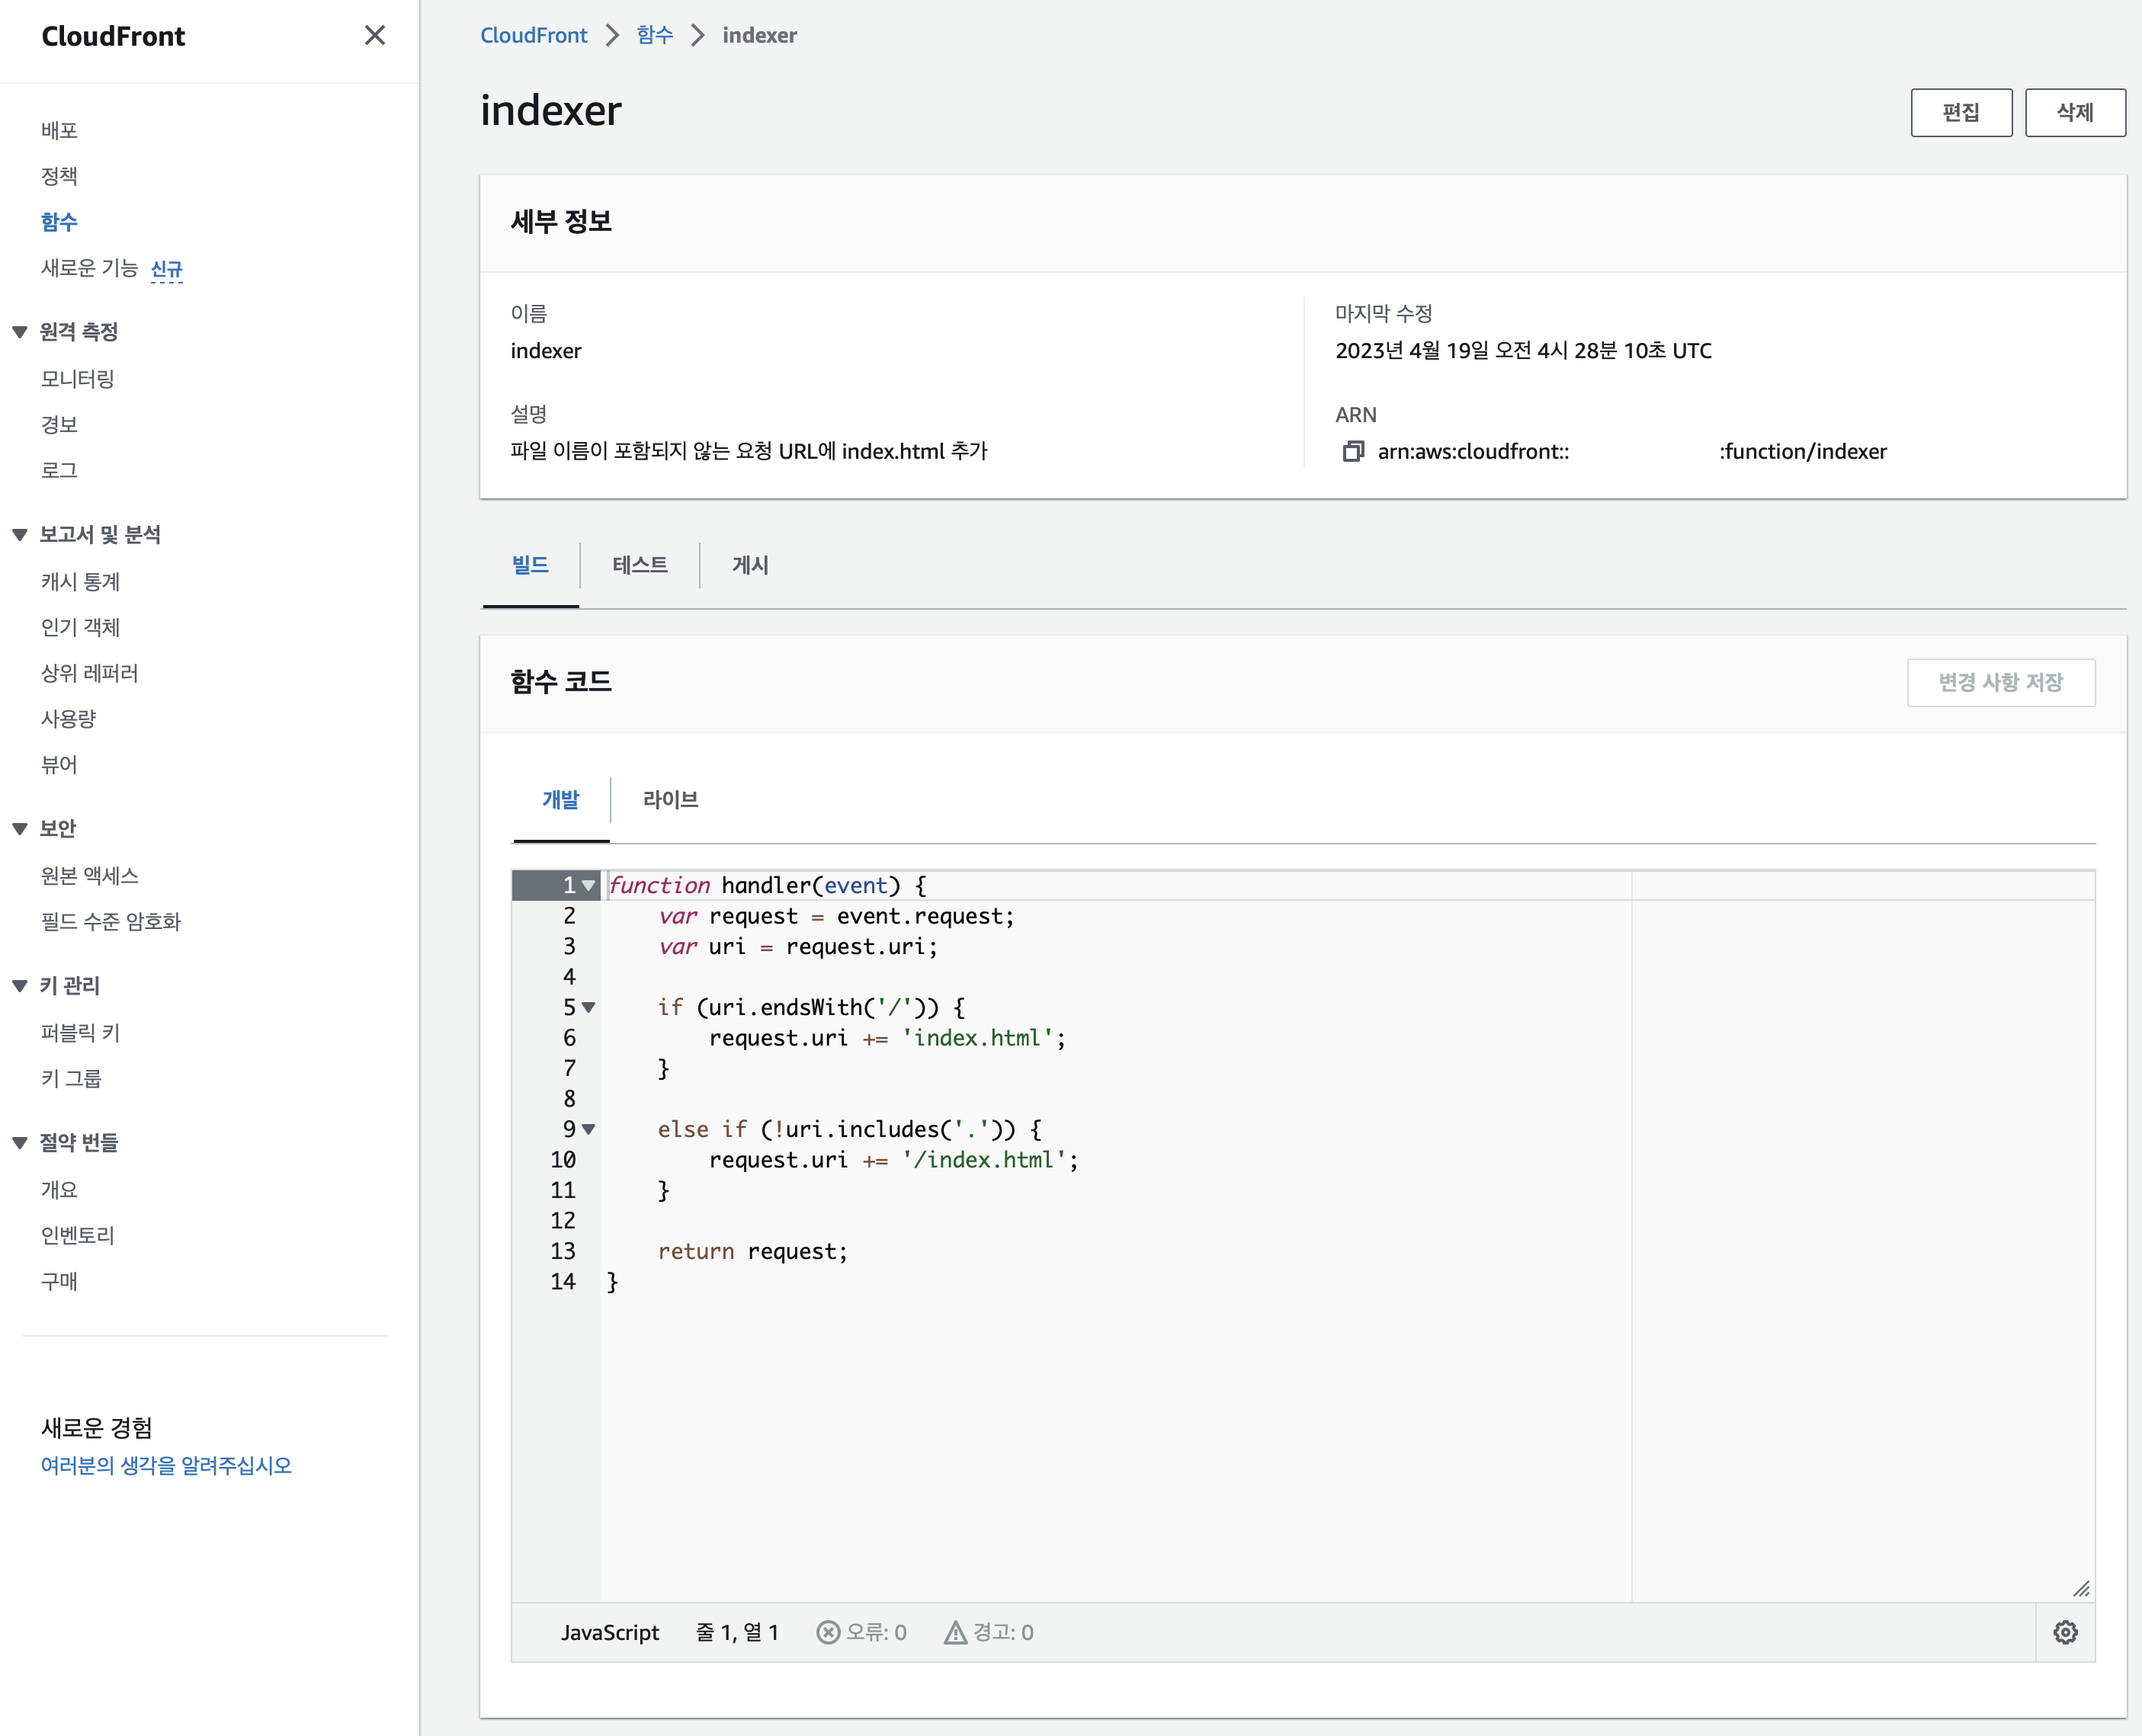 CloudFront
배포
정책
함수
새로운 기능 신규
원격 측정
모니터링
경보
로그
보고서 및 분석
캐시 통계
인기 객체
상위 레퍼러
사용량
뷰어
보안
원본 액세스
필드 수준 암호화
키 관리
퍼블릭 키
키 그룹
절약 번들
개요
인벤토리
구매
새로운 경험
여러분의 생각을 알려주십시오
CloudFront > 함수 > indexer
indexer
편집 삭제
세부 정보
이름
indexer
설명
파일 이름이 포함되지 않는 요청 URL에 index.html 추가
마지막 수정
2023년 4월 19일 오전 4시 28분 10초 UTC
ARN
arn:aws:cloudfront:: :function/indexer
빌드 테스트 게시
함수 코드 변경 사항 저장
개발 라이브
1 function handler(event) {
2     var request = event.request;
3     var uri = request.uri;
4
5     if (uri.endsWith('/')) {
6         request.uri += 'index.html';
7     }
8
9     else if (!uri.includes('.')) {
10         request.uri += '/index.html';
11     }
12
13     return request;
14 }
JavaScript 줄 1, 열 1 오류: 0 경고: 0